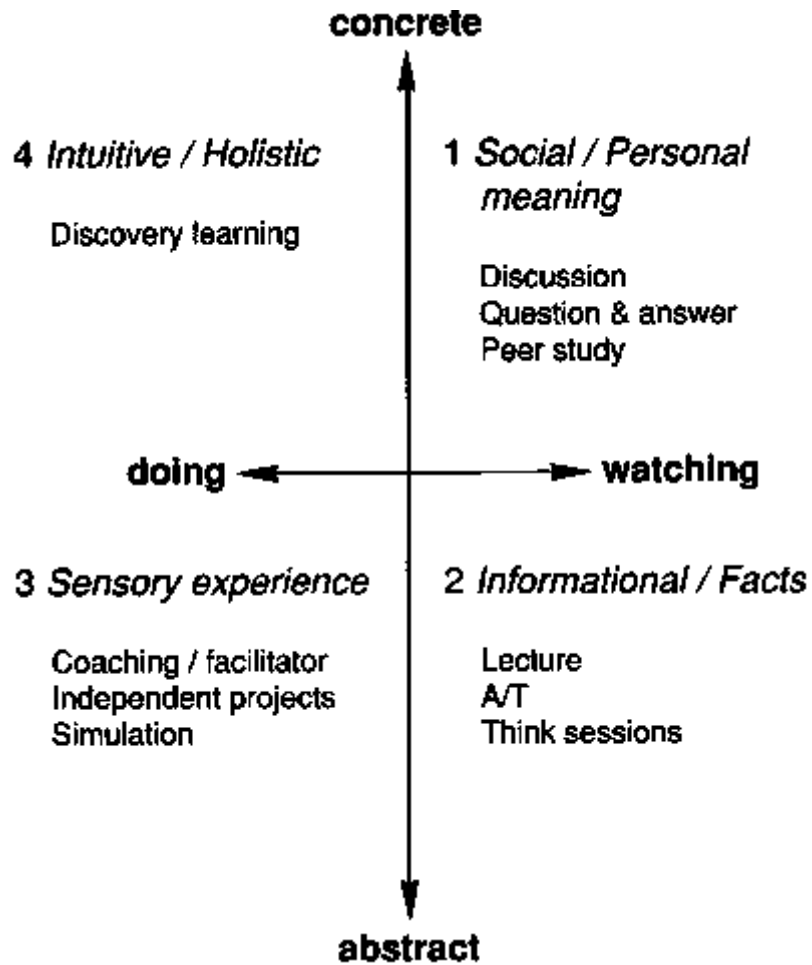 concrete
4 Intuitive / Holistic
Discovery learning
1 Social / Personal
meaning
Discussion
Question & answer
Peer study
doing
watching
3 Sensory experience
Coaching / facilitator
Independent projects
Simulation
2 Informational / Facts
Lecture
A/T
Think sessions
abstract